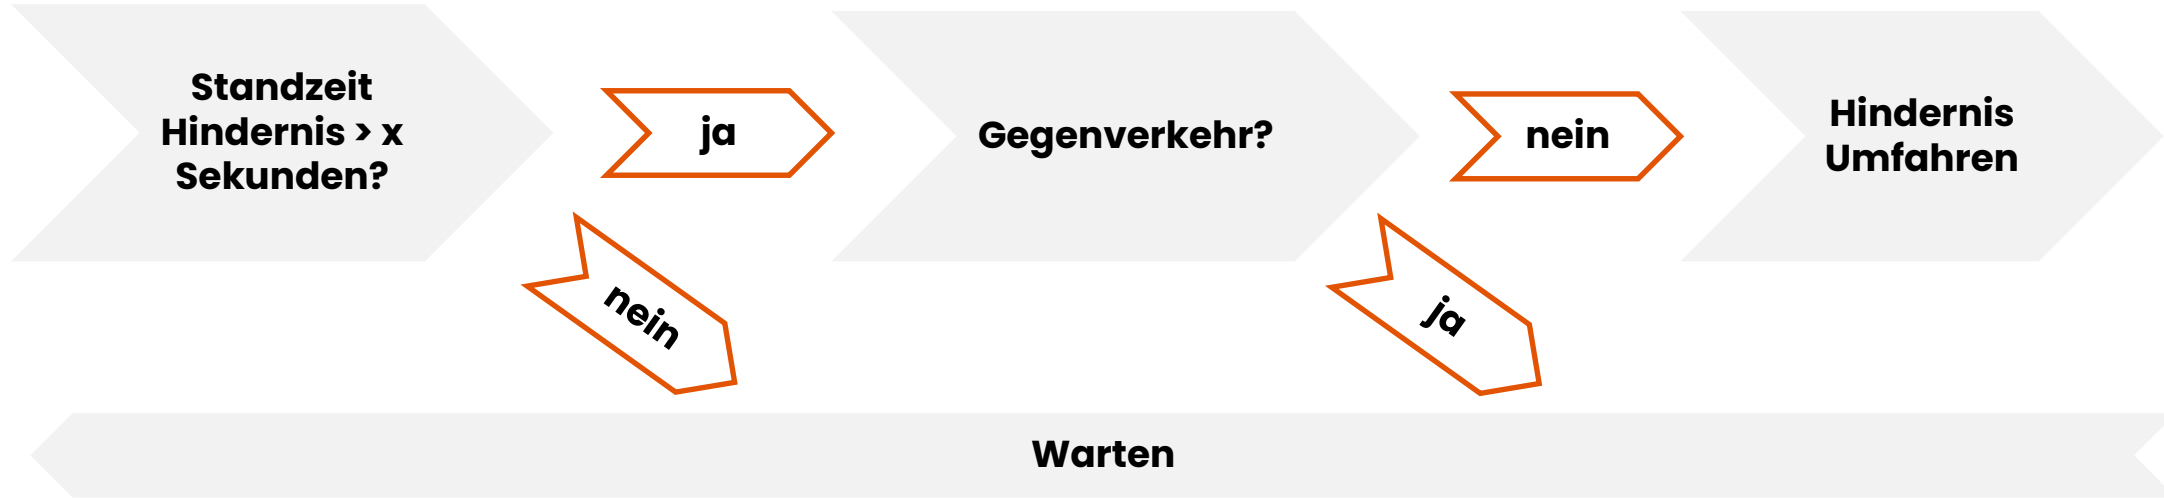 Standzeit
Hindernis > x
Sekunden?
ja
Gegenverkehr?
nein
Hindernis
Umfahren
nein
ja
Warten